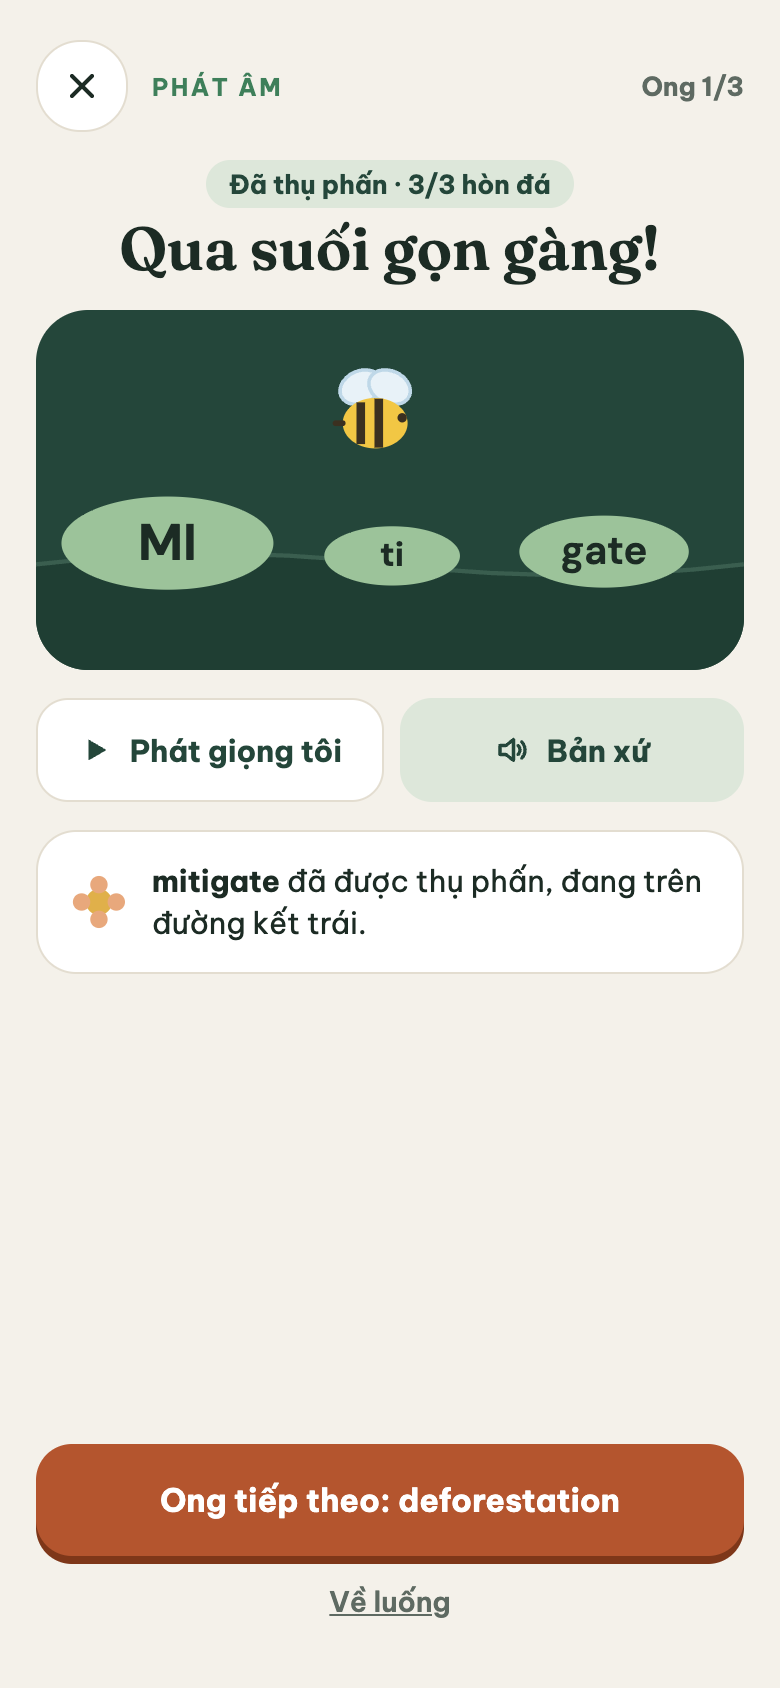 PHÁT ÂM
Ong 1/3
Đã thụ phấn · 3/3 hòn đá
Qua suối gọn gàng!
MI
ti
gate
Phát giọng tôi
Bản xứ
mitigate đã được thụ phấn, đang trên
đường kết trái.
Ong tiếp theo: deforestation
Về luống